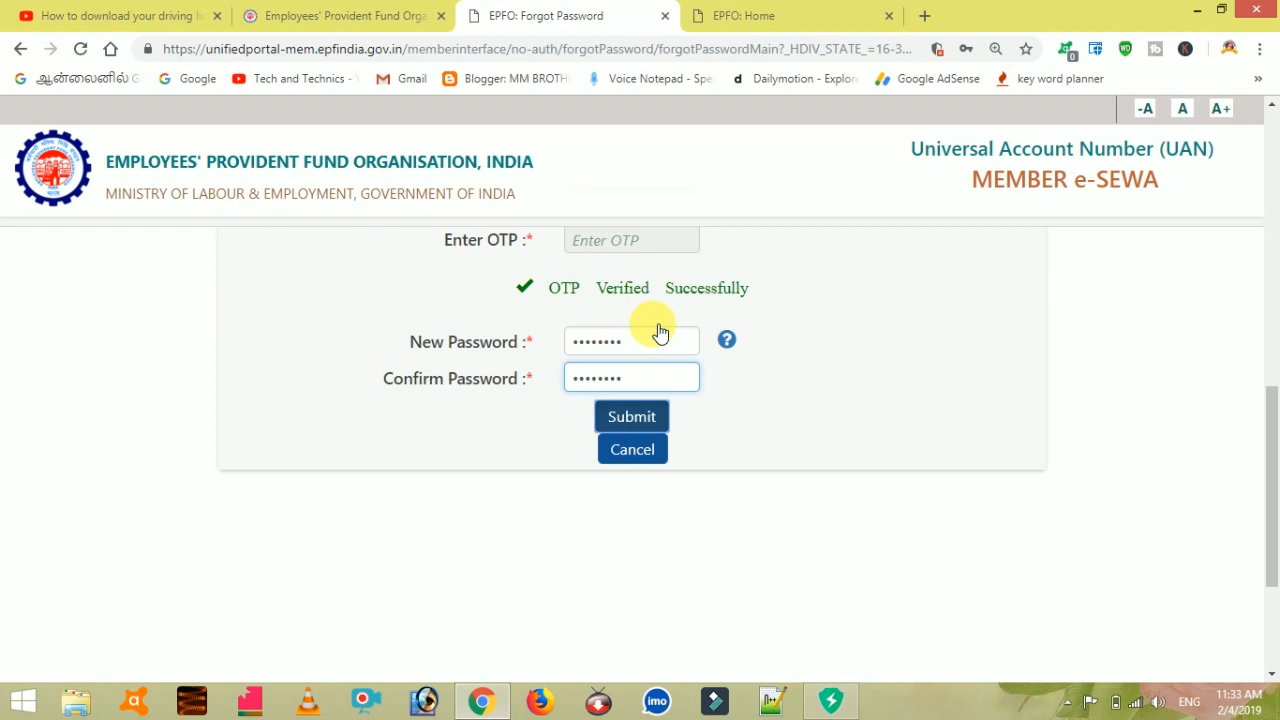 How to download your driving li
Employees' Provident Fund Orga
EPFO: Forgot Password
EPFO: Home
https://unifiedportal-mem.epfindia.gov.in/memberinterface/no-auth/forgotPassword/forgotPasswordMain?_HDIV_STATE_=16-3...
ஆன்லைனில் G
Google
Tech and Technics - Y
Gmail
Blogger: MM BROTH
Voice Notepad - Spe
Dailymotion - Explor
Google AdSense
key word planner
»
-A
A
A+
EMPLOYEES' PROVIDENT FUND ORGANISATION, INDIA
MINISTRY OF LABOUR & EMPLOYMENT, GOVERNMENT OF INDIA
Universal Account Number (UAN)
MEMBER e-SEWA
Enter OTP :*
Enter OTP
OTP Verified Successfully
New Password :*
••••••••
?
Confirm Password :*
••••••••
Submit
Cancel
imo
ENG
11:33 AM
2/4/2019